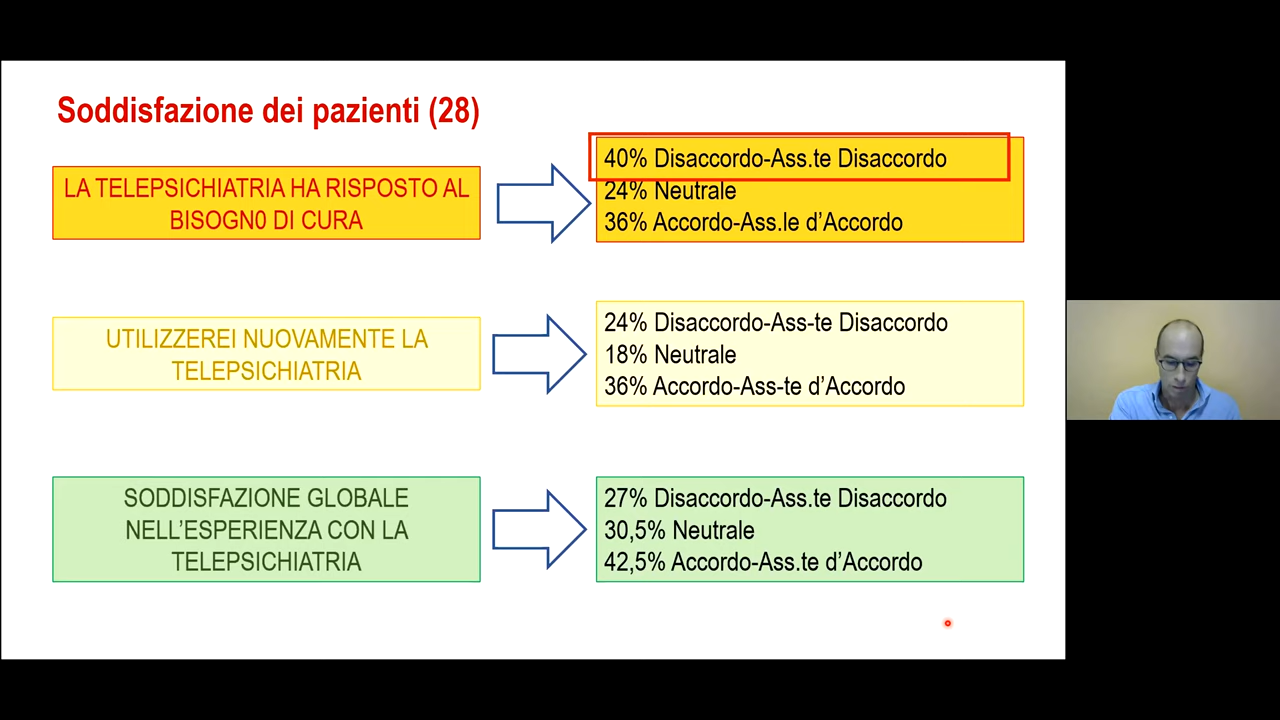 Soddisfazione dei pazienti (28)
LA TELEPSICHIATRIA HA RISPOSTO AL
BISOGN0 DI CURA
40% Disaccordo-Ass.te Disaccordo
24% Neutrale
36% Accordo-Ass.le d’Accordo
UTILIZZEREI NUOVAMENTE LA
TELEPSICHIATRIA
24% Disaccordo-Ass-te Disaccordo
18% Neutrale
36% Accordo-Ass-te d’Accordo
SODDISFAZIONE GLOBALE
NELL’ESPERIENZA CON LA
TELEPSICHIATRIA
27% Disaccordo-Ass.te Disaccordo
30,5% Neutrale
42,5% Accordo-Ass.te d’Accordo